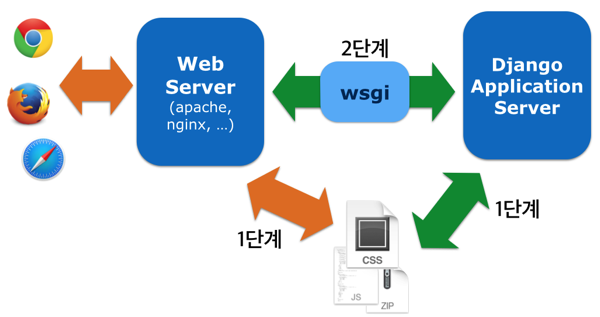 2단계
Web
Server
(apache,
nginx, ...)
wsgi
Django
Application
Server
1단계
1단계
CSS
JS
ZIP